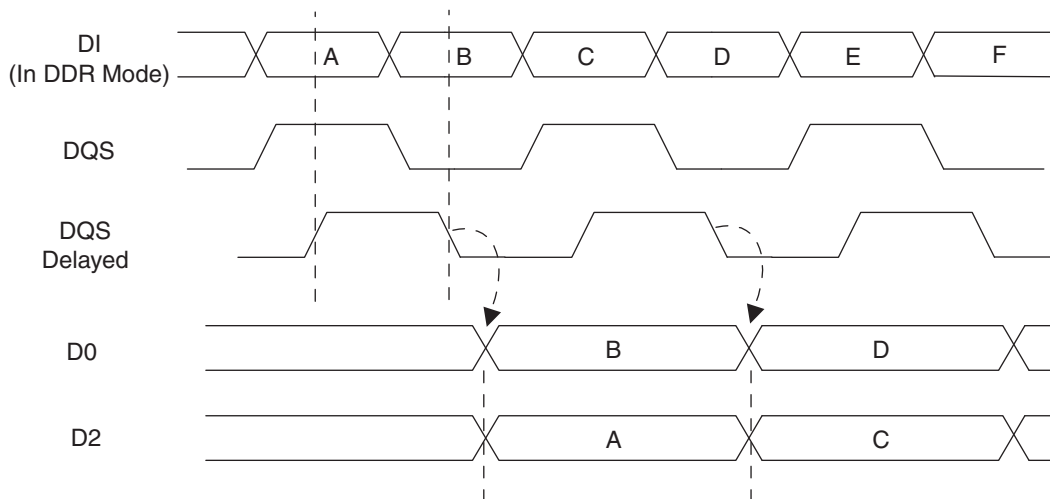 DI
(In DDR Mode)
A B C D E F
DQS
DQS
Delayed
D0
B D
D2
A C